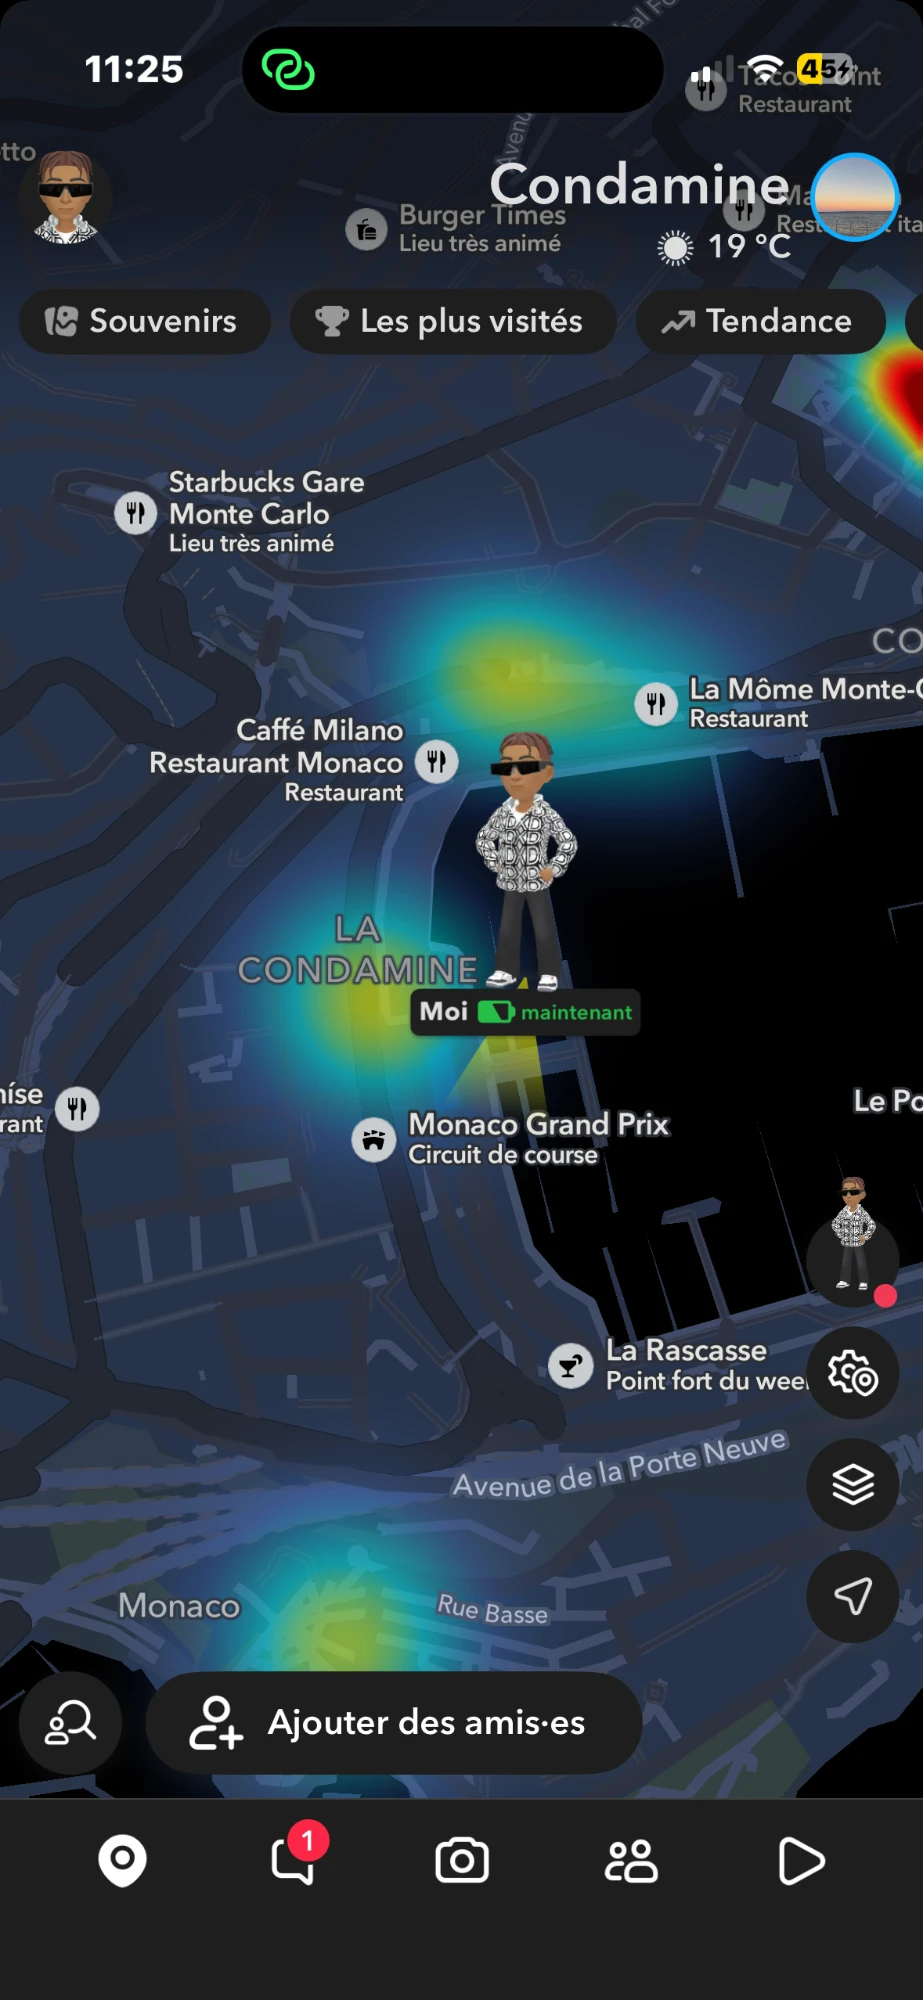 11:25
45
Tacos Point
Restaurant
Condamine
19 °C
Burger Times
Lieu très animé
Souvenirs
Les plus visités
Tendance
Starbucks Gare
Monte Carlo
Lieu très animé
La Môme Monte-
Restaurant
Caffé Milano
Restaurant Monaco
Restaurant
LA
CONDAMINE
Moi maintenant
Monaco Grand Prix
Circuit de course
La Rascasse
Point fort du
Avenue de la Porte Neuve
Monaco
Rue Basse
Ajouter des amis·es
1